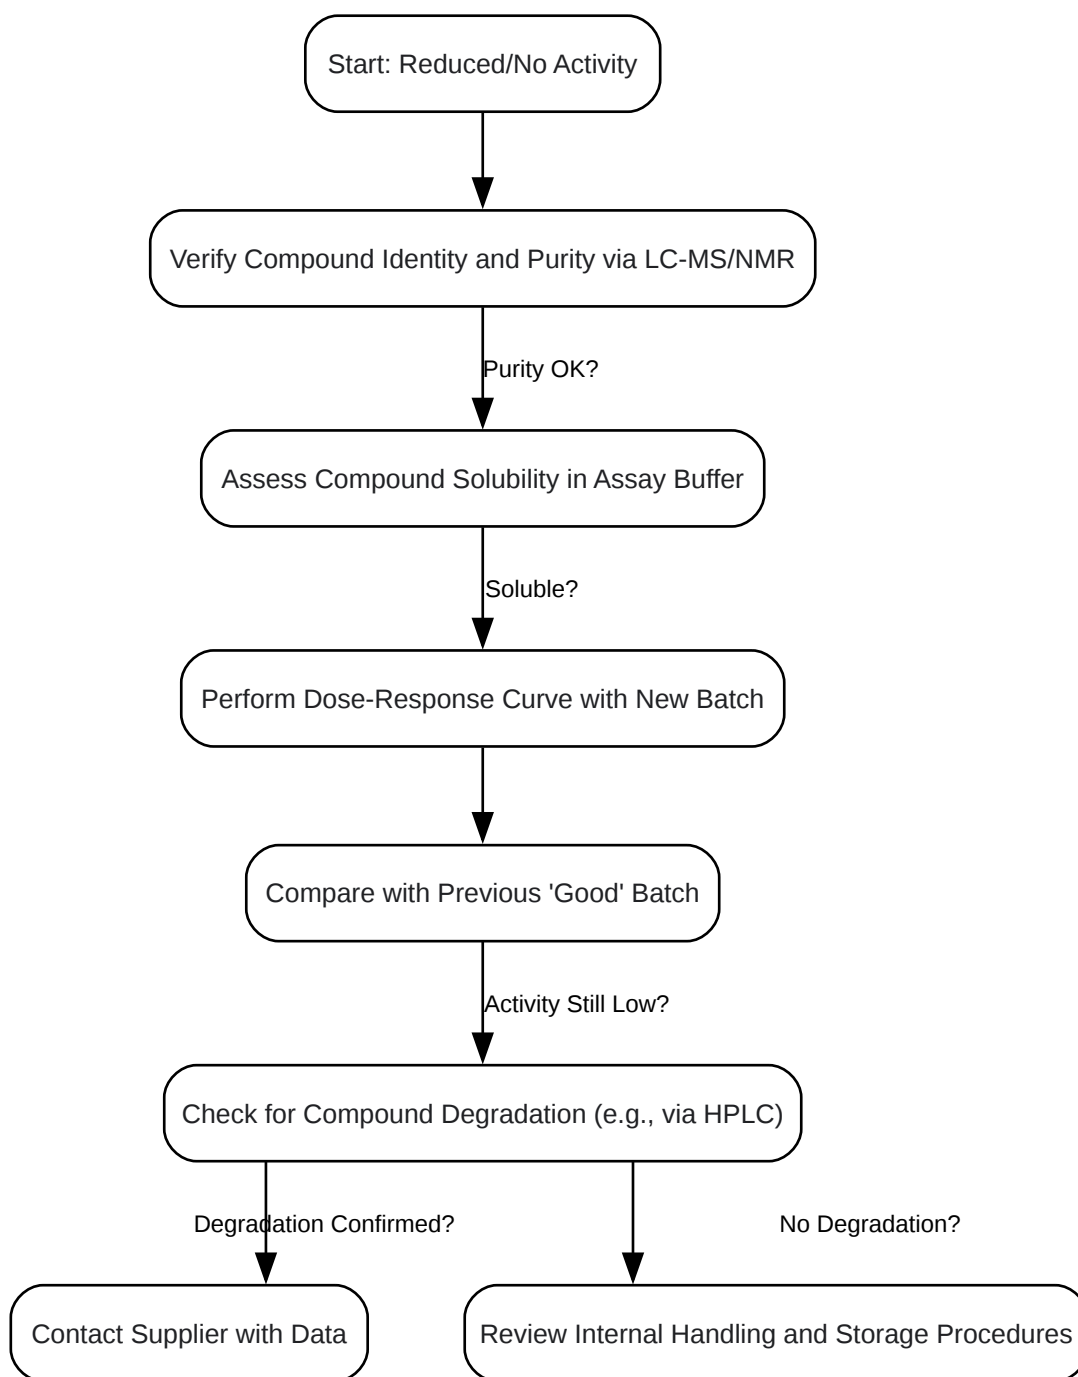 Start: Reduced/No Activity
Verify Compound Identity and Purity via LC-MS/NMR
Purity OK?
Assess Compound Solubility in Assay Buffer
Soluble?
Perform Dose-Response Curve with New Batch
Compare with Previous 'Good' Batch
Activity Still Low?
Check for Compound Degradation (e.g., via HPLC)
Degradation Confirmed?
No Degradation?
Contact Supplier with Data
Review Internal Handling and Storage Procedures